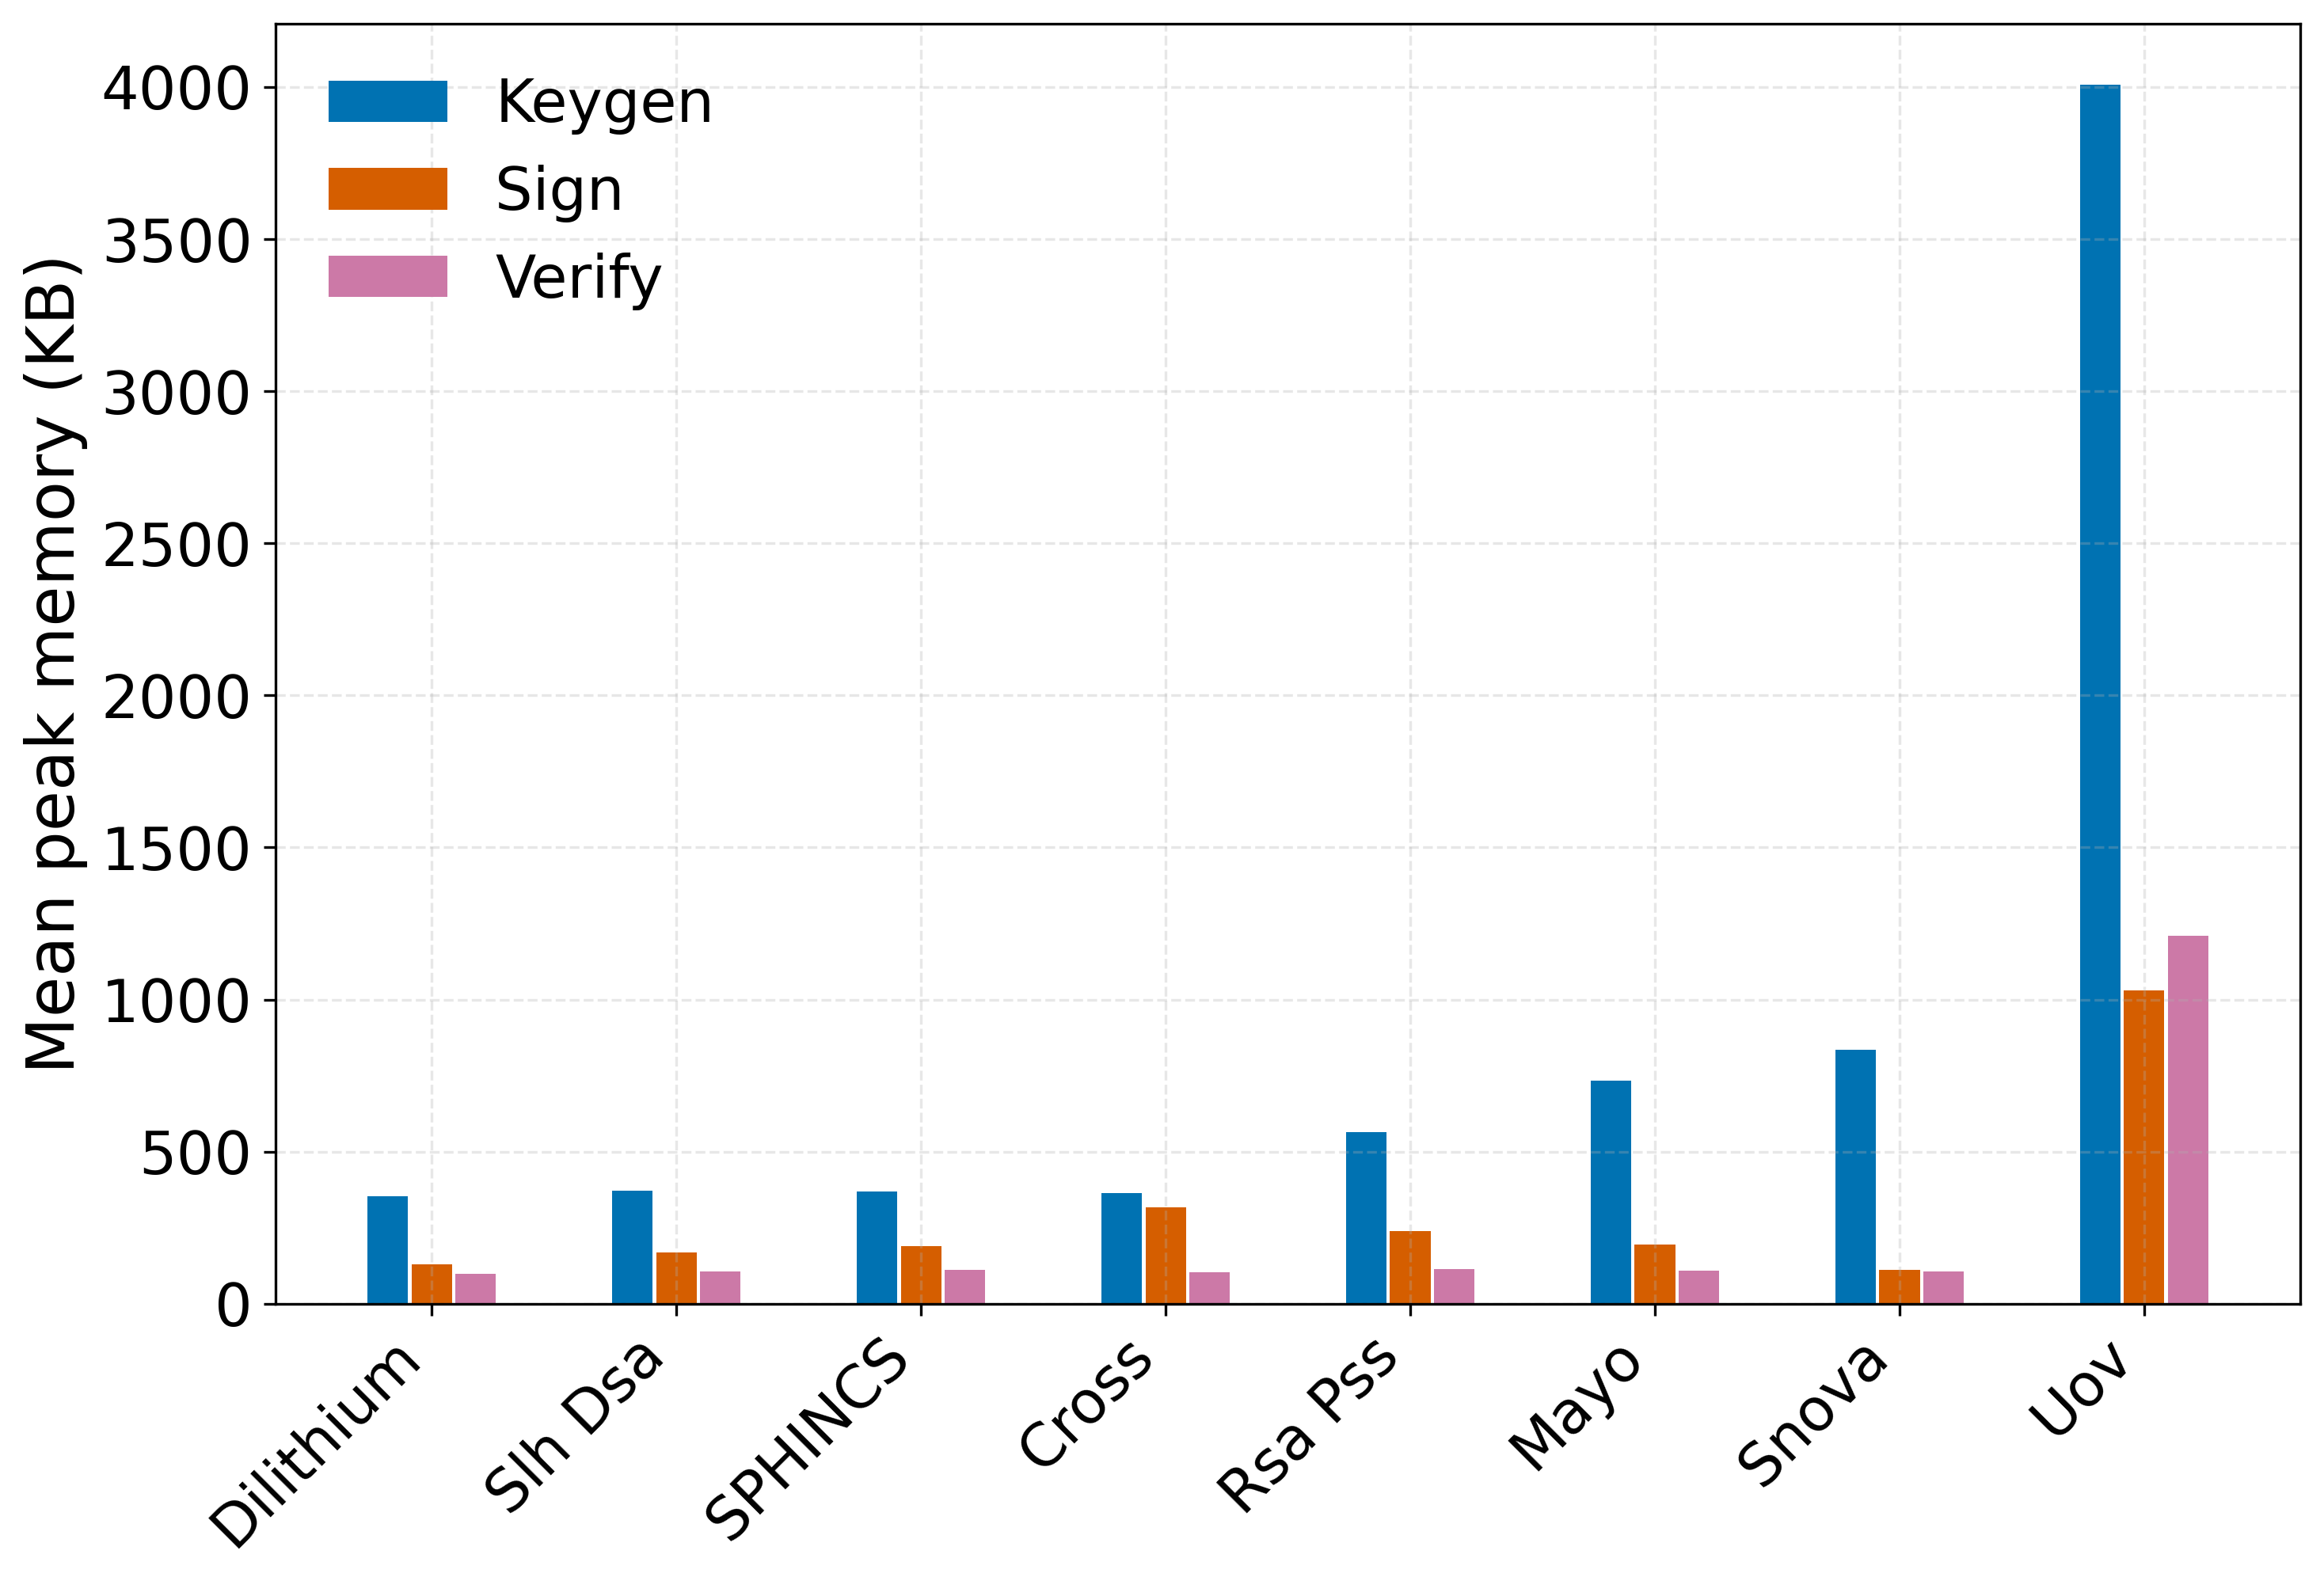 Mean peak memory (KB)
4000
3500
3000
2500
2000
1500
1000
500
0
Keygen
Sign
Verify
Dilithium
Slh Dsa
SPHINCS
Cross
Rsa Pss
Mayo
Snova
Uov